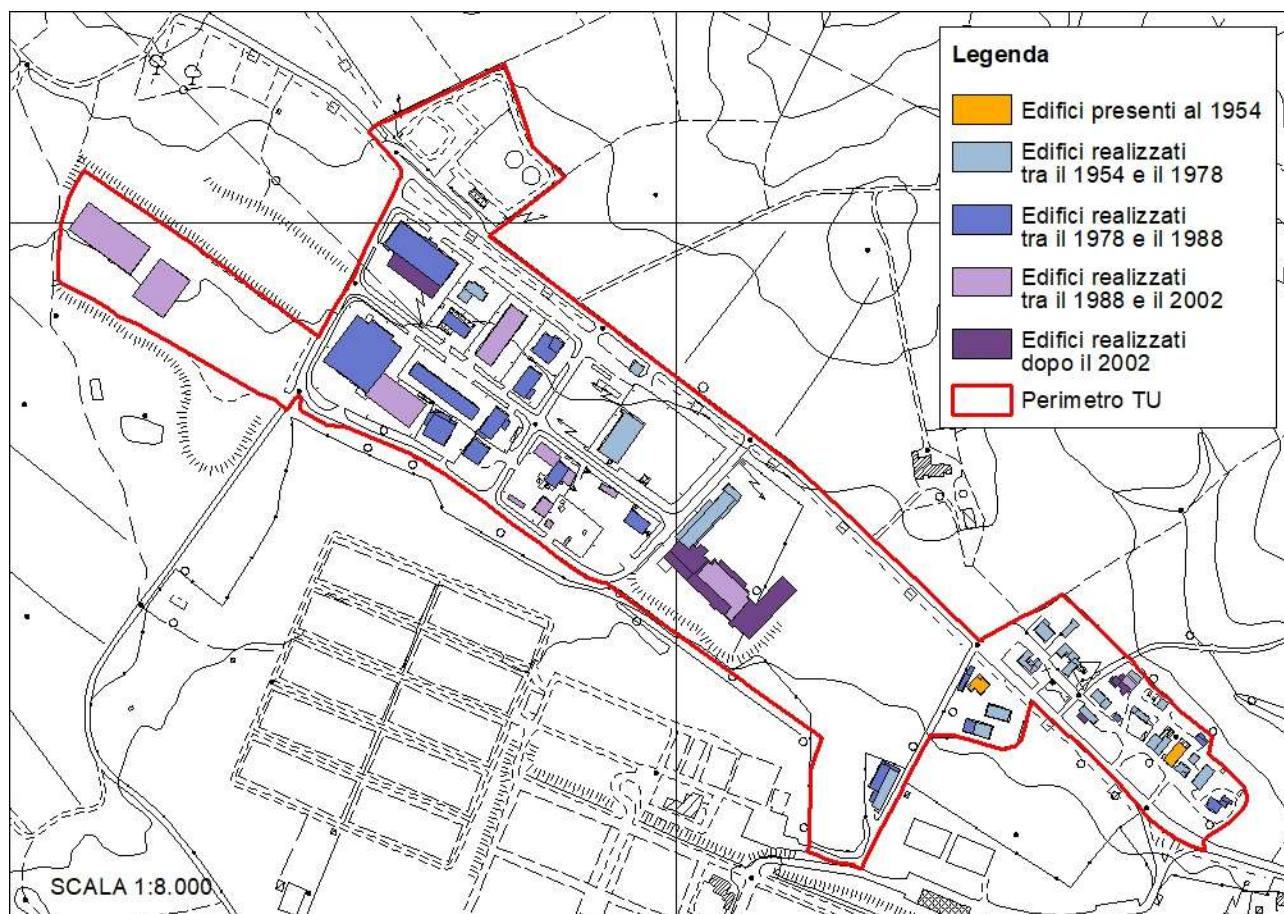 Legenda
Edifici presenti al 1954
Edifici realizzati
tra il 1954 e il 1978
Edifici realizzati
tra il 1978 e il 1988
Edifici realizzati
tra il 1988 e il 2002
Edifici realizzati
dopo il 2002
Perimetro TU
SCALA 1:8.000